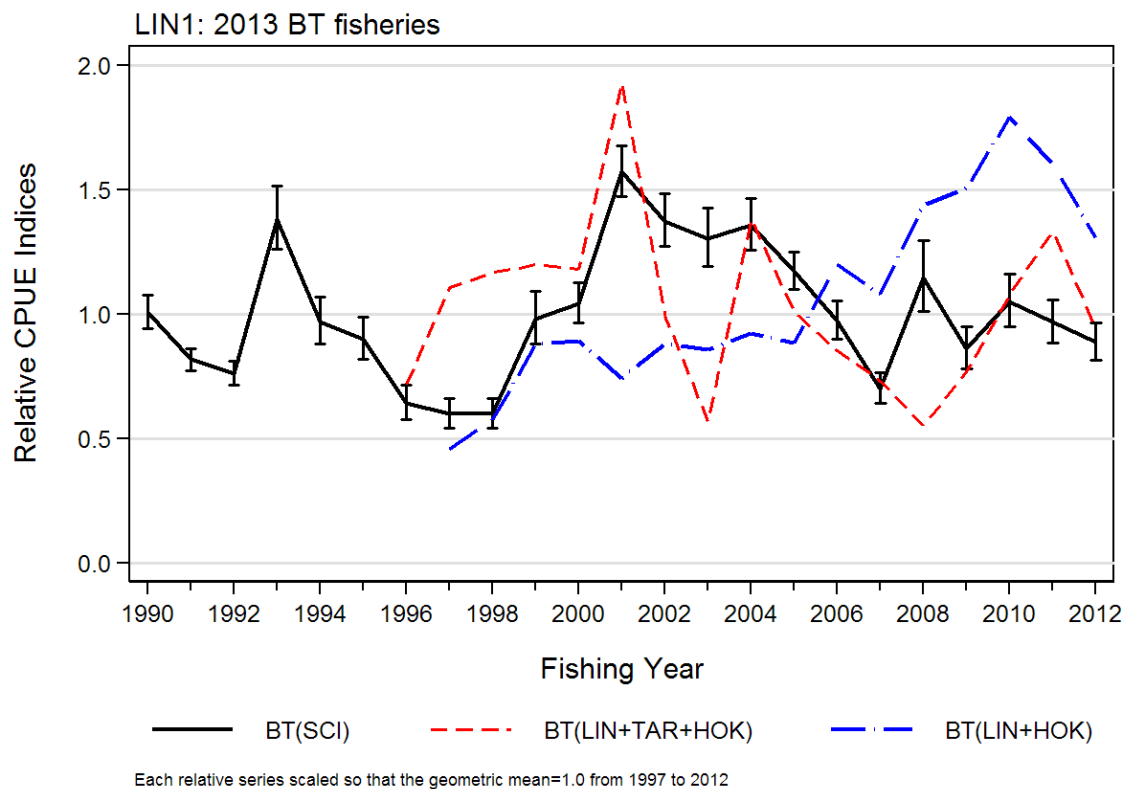 LIN1: 2013 BT fisheries
Relative CPUE Indices
2.0
1.5
1.0
0.5
0.0
1990 1992 1994 1996 1998 2000 2002 2004 2006 2008 2010 2012
Fishing Year
BT(SCI) BT(LIN+TAR+HOK) BT(LIN+HOK)
Each relative series scaled so that the geometric mean=1.0 from 1997 to 2012